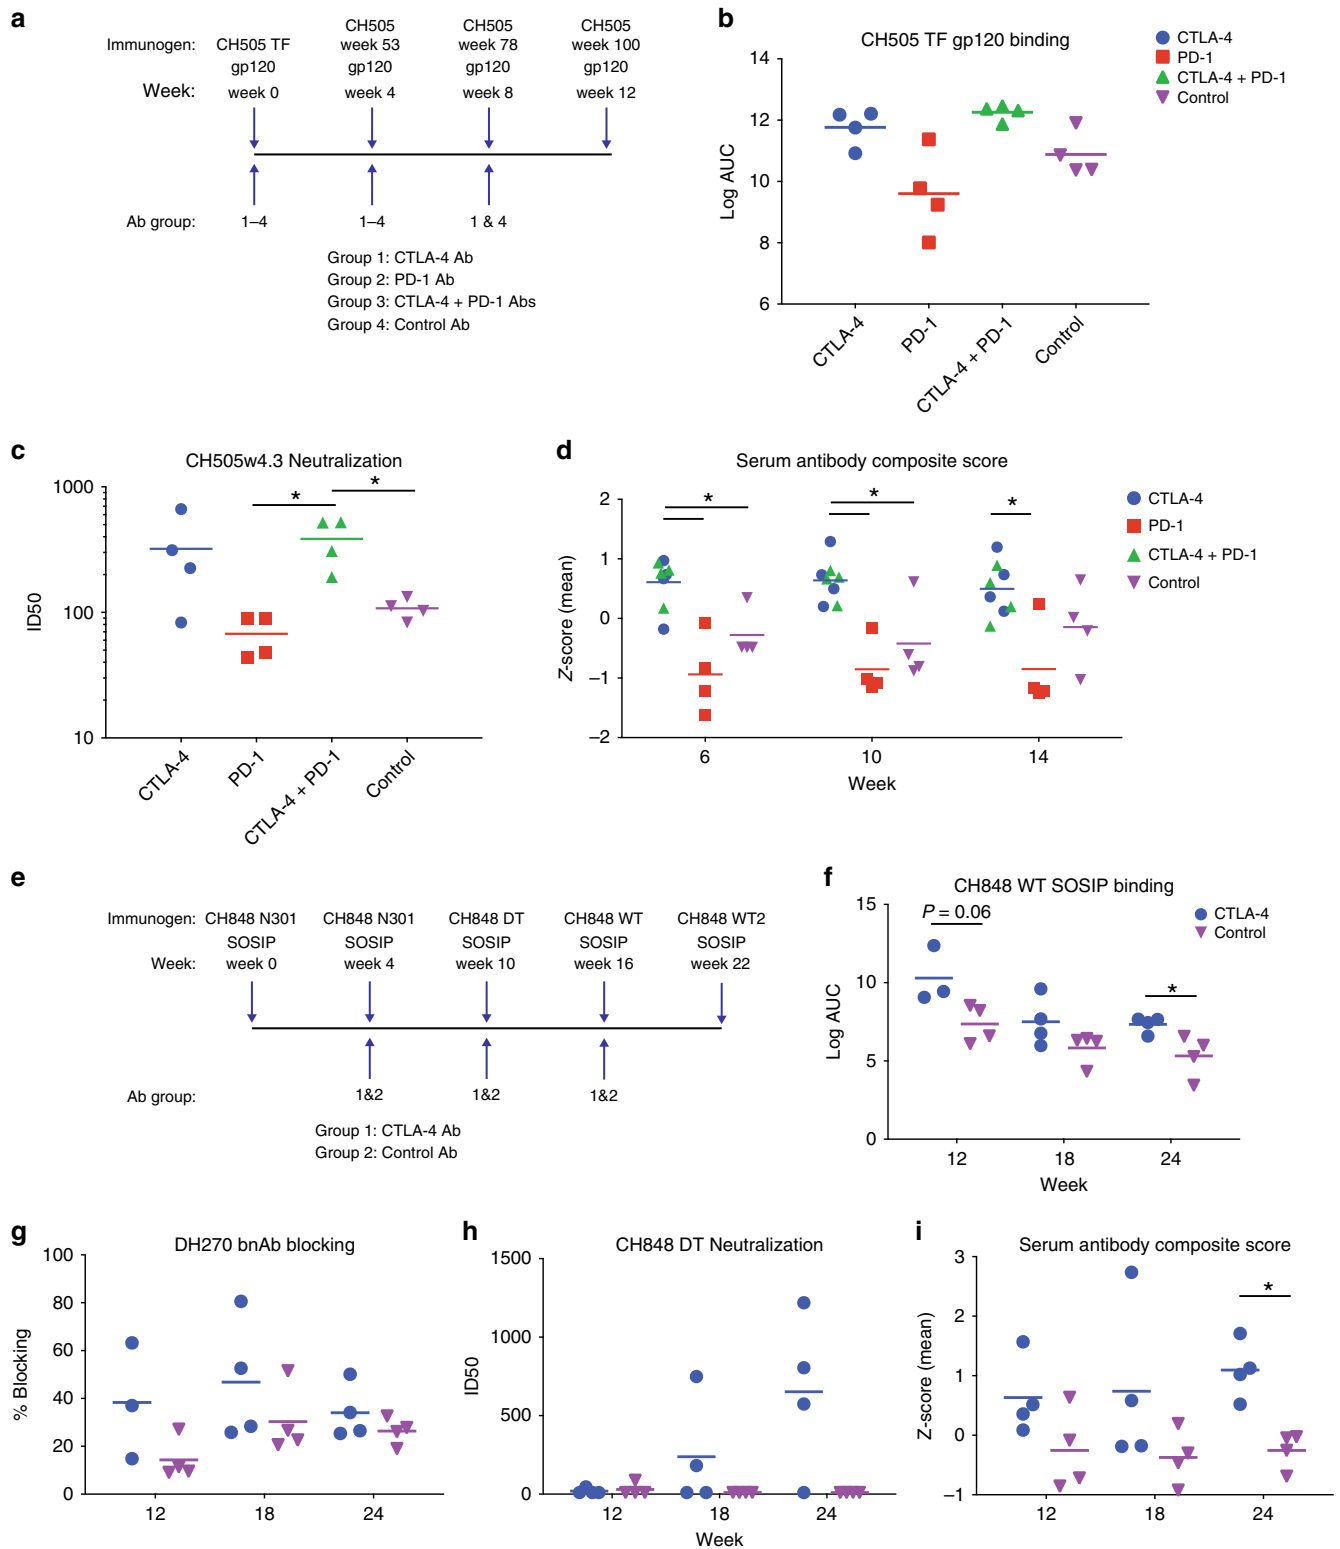 a
Immunogen: CH505 TF gp120 CH505 week 53 gp120 CH505 week 78 gp120 CH505 week 100 gp120
Week: week 0 week 4 week 8 week 12
Ab group: 1–4 1–4 1 & 4
Group 1: CTLA-4 Ab
Group 2: PD-1 Ab
Group 3: CTLA-4 + PD-1 Abs
Group 4: Control Ab
b
CH505 TF gp120 binding
Log AUC
14
12
10
8
6
CTLA-4
PD-1
CTLA-4 + PD-1
Control
CTLA-4
PD-1
CTLA-4 + PD-1
Control
c
CH505w4.3 Neutralization
ID50
1000
100
10
*
*
CTLA-4
PD-1
CTLA-4 + PD-1
Control
d
Serum antibody composite score
Z-score (mean)
2
1
0
–1
–2
*
*
*
6 10 14
Week
CTLA-4
PD-1
CTLA-4 + PD-1
Control
e
Immunogen: CH848 N301 SOSIP CH848 N301 SOSIP CH848 DT SOSIP CH848 WT SOSIP CH848 WT2 SOSIP
Week: week 0 week 4 week 10 week 16 week 22
Ab group: 1&2 1&2 1&2
Group 1: CTLA-4 Ab
Group 2: Control Ab
f
CH848 WT SOSIP binding
Log AUC
15
10
5
0
P = 0.06
*
12 18 24
Week
CTLA-4
Control
g
DH270 bnAb blocking
% Blocking
100
80
60
40
20
0
12 18 24
h
CH848 DT Neutralization
ID50
1500
1000
500
0
12 18 24
Week
i
Serum antibody composite score
Z-score (mean)
3
2
1
0
–1
*
12 18 24